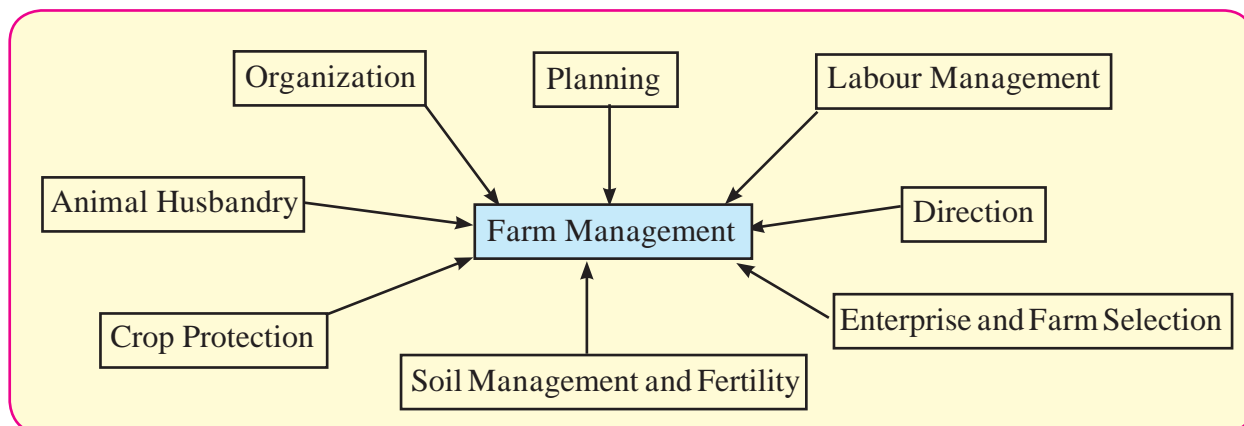 Organization
Planning
Labour Management
Animal Husbandry
Farm Management
Direction
Crop Protection
Soil Management and Fertility
Enterprise and Farm Selection